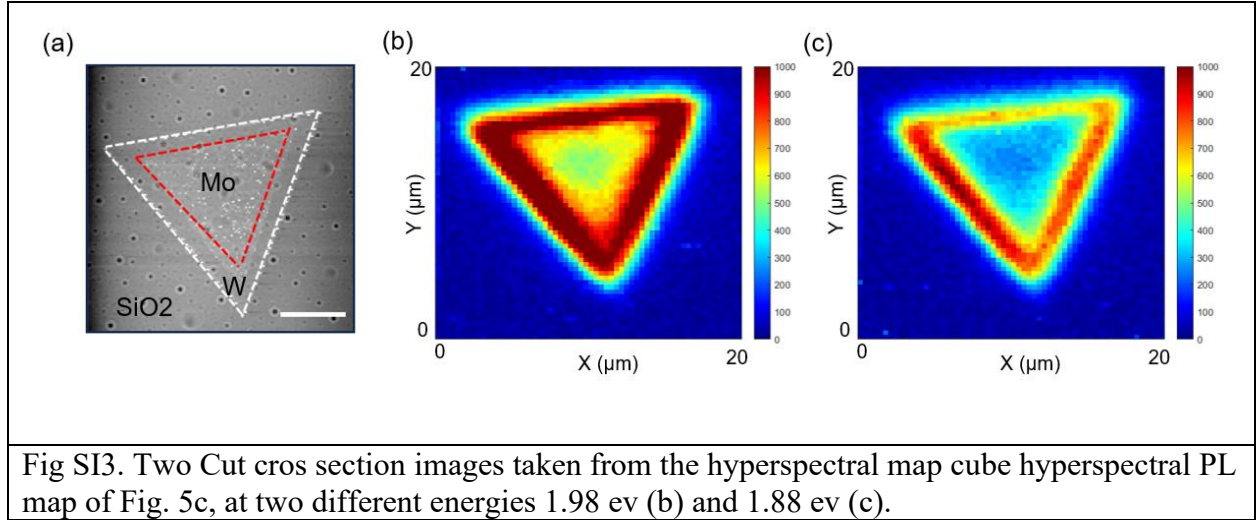 (a)
(b)
(c)
Mo
W
SiO2
20
Y (µm)
0
0
X (µm)
20
1000
900
800
700
600
500
400
300
200
100
0
20
Y (µm)
0
0
X (µm)
20
1000
900
800
700
600
500
400
300
200
100
0
Fig SI3. Two Cut cros section images taken from the hyperspectral map cube hyperspectral PL
map of Fig. 5c, at two different energies 1.98 ev (b) and 1.88 ev (c).